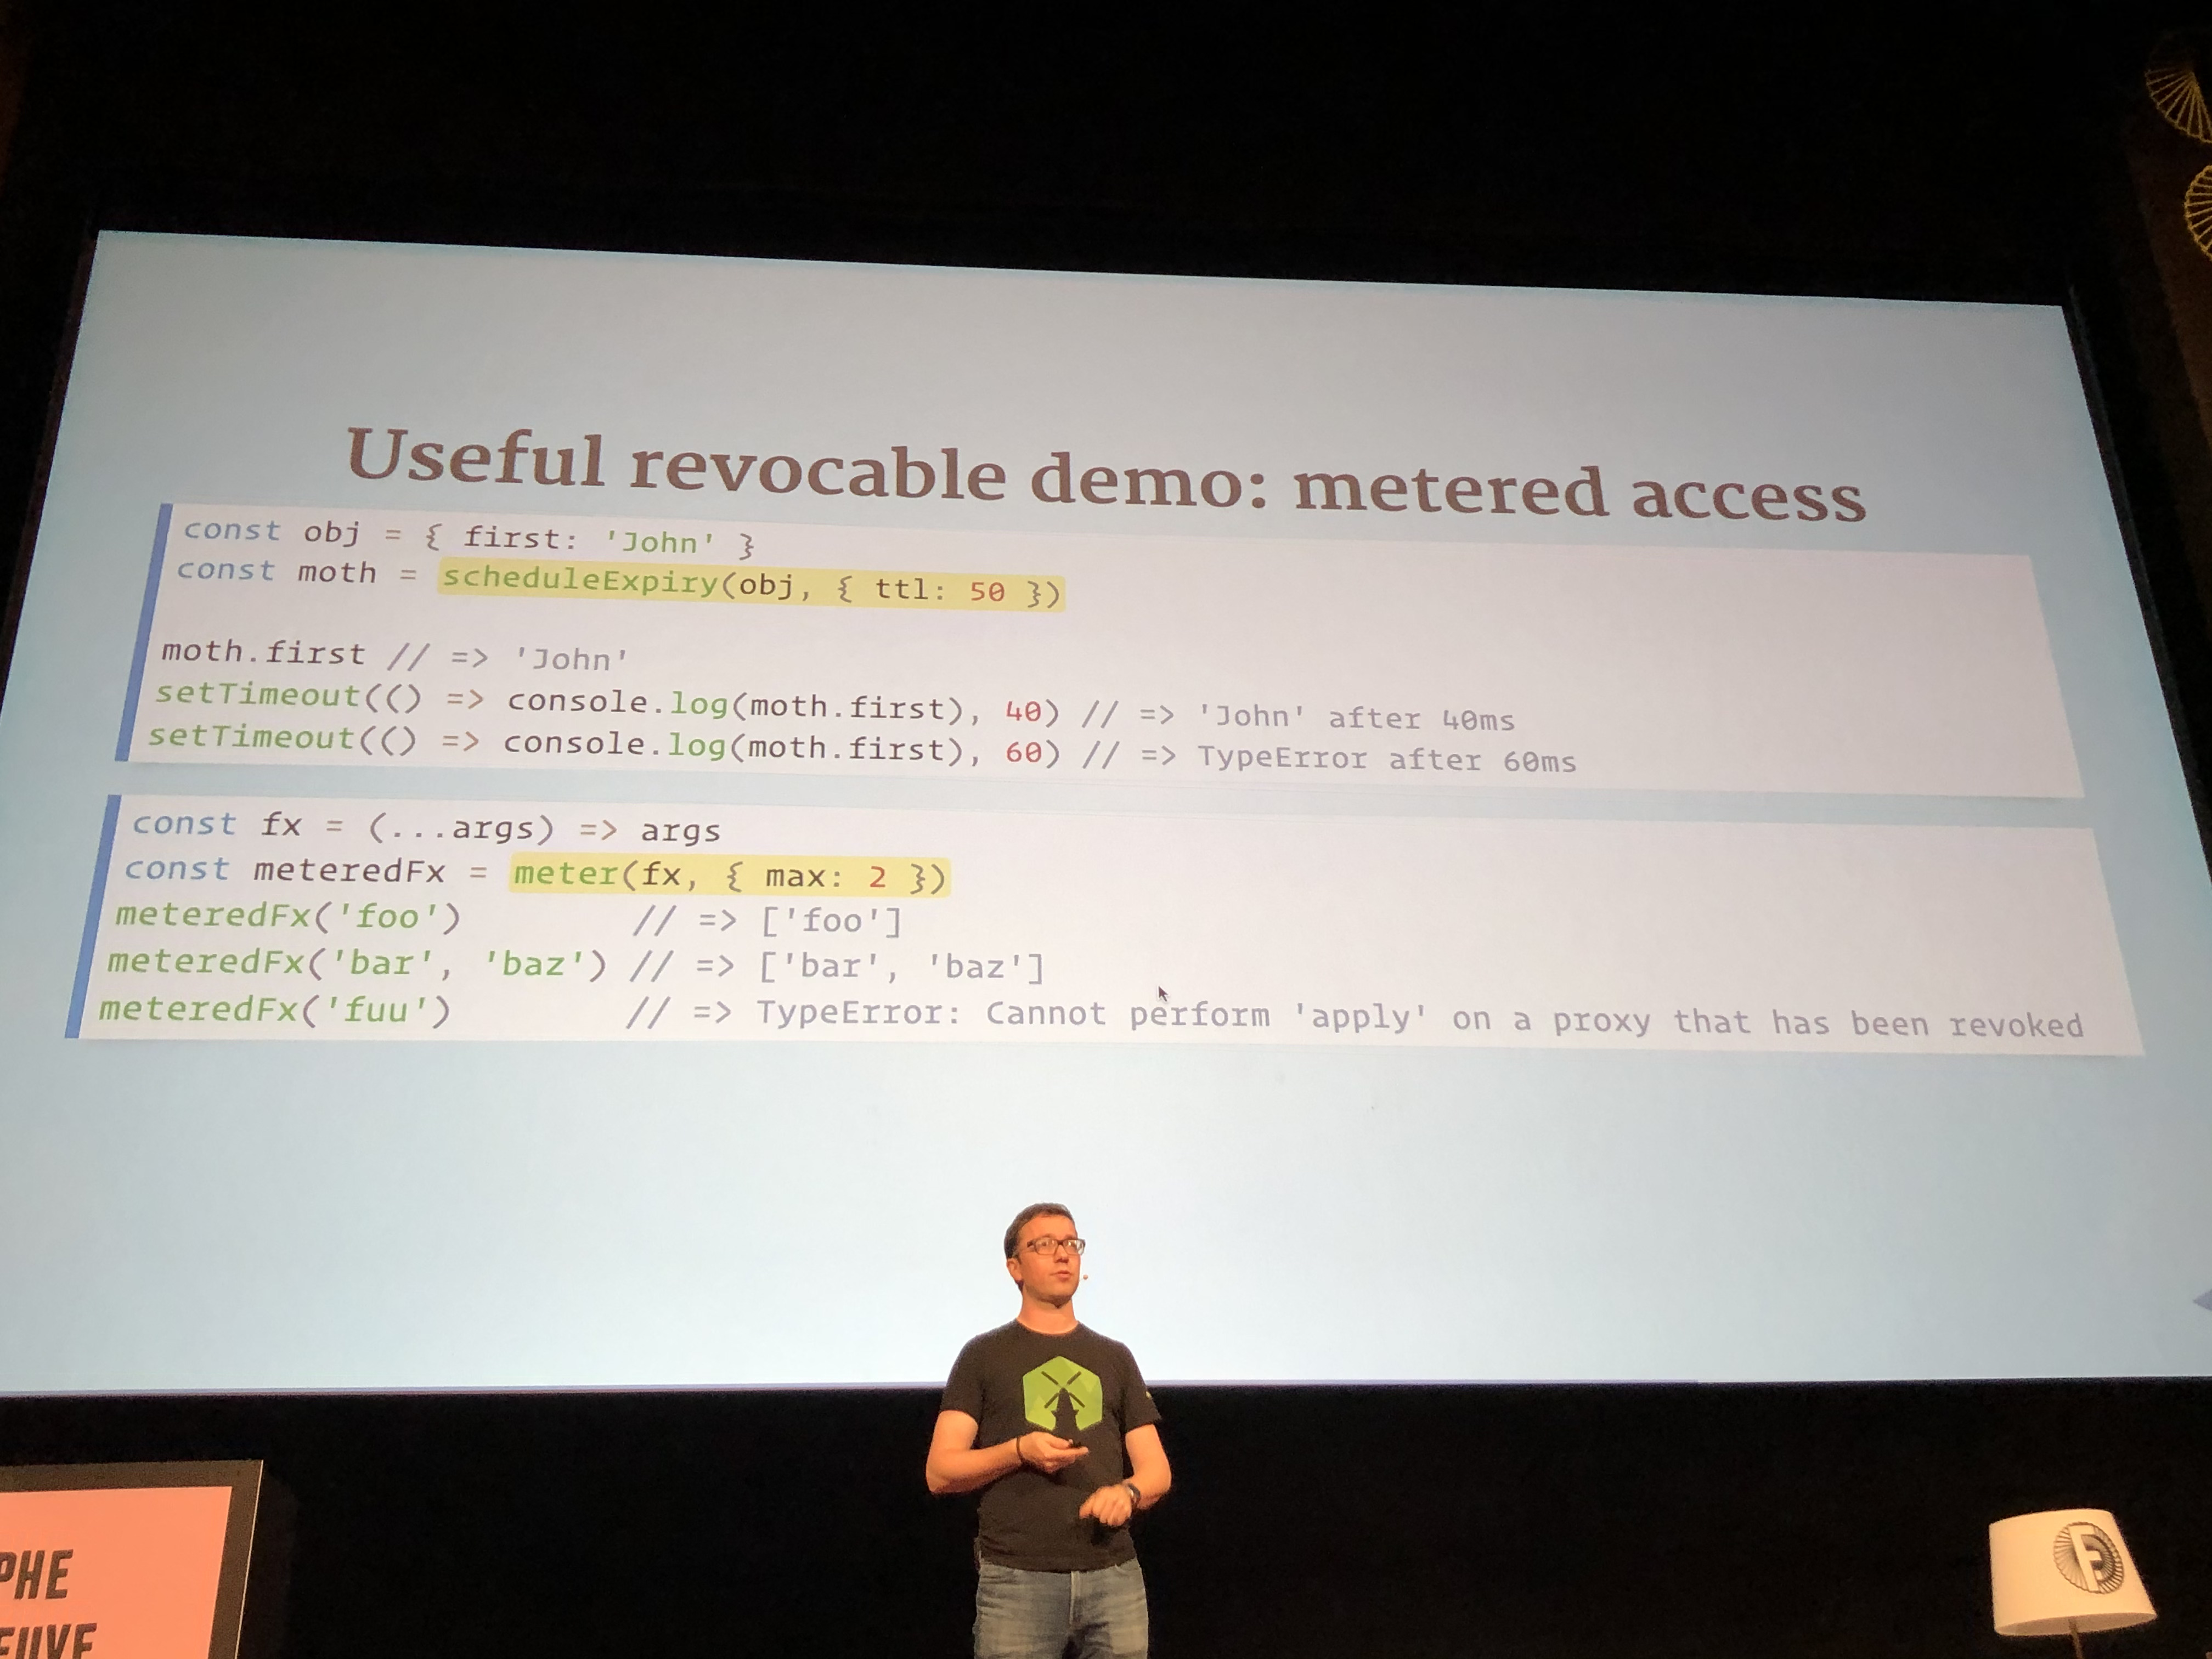 Useful revocable demo: metered access
const obj = { first: 'John' }
const moth = scheduleExpiry(obj, { ttl: 50 })
moth.first // => 'John'
setTimeout(() => console.log(moth.first), 40) // => 'John' after 40ms
setTimeout(() => console.log(moth.first), 60) // => TypeError after 60ms
const fx = (...args) => args
const meteredFx = meter(fx, { max: 2 })
meteredFx('foo') // => ['foo']
meteredFx('bar', 'baz') // => ['bar', 'baz']
meteredFx('fuu') // => TypeError: Cannot perform 'apply' on a proxy that has been revoked
PHE
EUVE
F